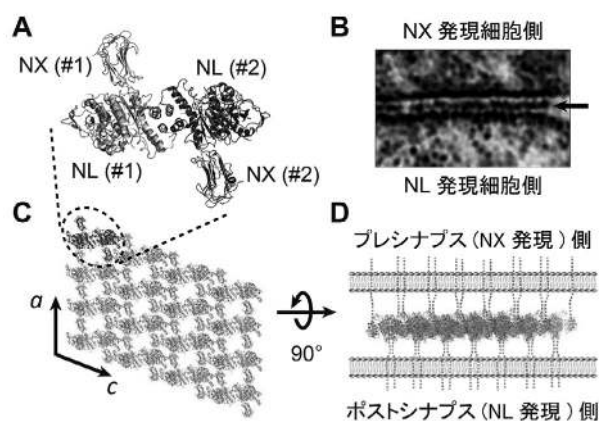 A
NX (#1)
NL (#2)
NL (#1)
NX (#2)
B
NX 発現細胞側
NL 発現細胞側
C
a
c
90°
D
プレシナプス(NX 発現)側
ポストシナプス(NL 発現)側